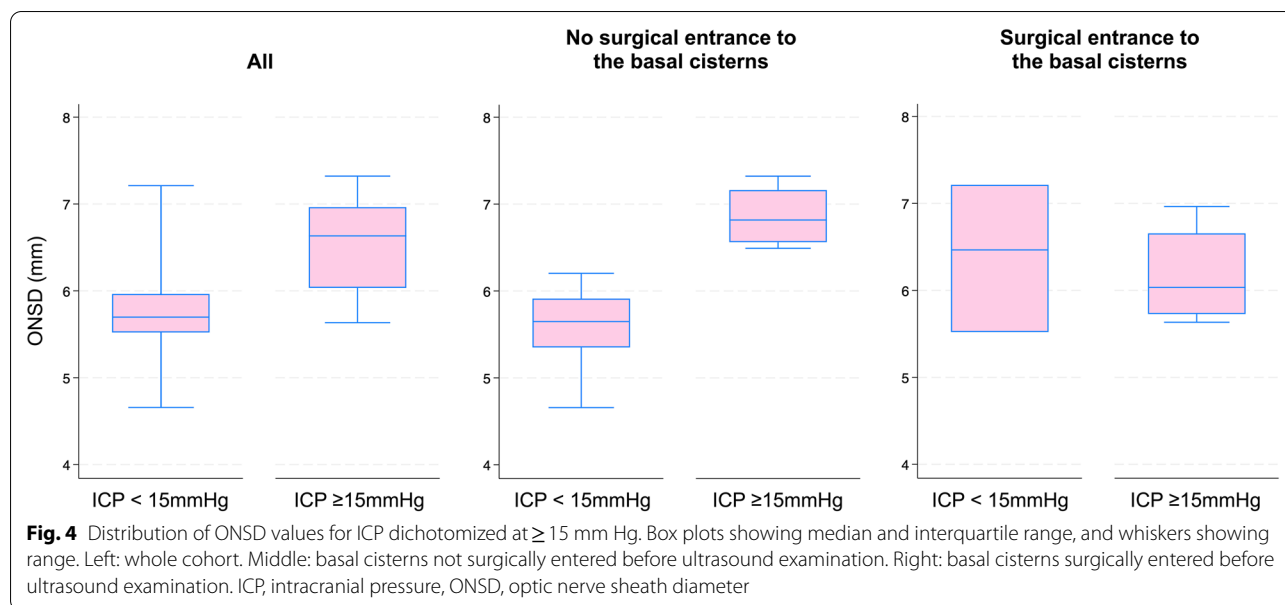 All
No surgical entrance to
the basal cisterns
Surgical entrance to
the basal cisterns
ONSD (mm)
8
7
6
5
4
8
7
6
5
4
8
7
6
5
4
ICP < 15mmHg
ICP ≥15mmHg
ICP < 15mmHg
ICP ≥15mmHg
ICP < 15mmHg
ICP ≥15mmHg
Fig. 4 Distribution of ONSD values for ICP dichotomized at ≥ 15 mm Hg. Box plots showing median and interquartile range, and whiskers showing
range. Left: whole cohort. Middle: basal cisterns not surgically entered before ultrasound examination. Right: basal cisterns surgically entered before
ultrasound examination. ICP, intracranial pressure, ONSD, optic nerve sheath diameter